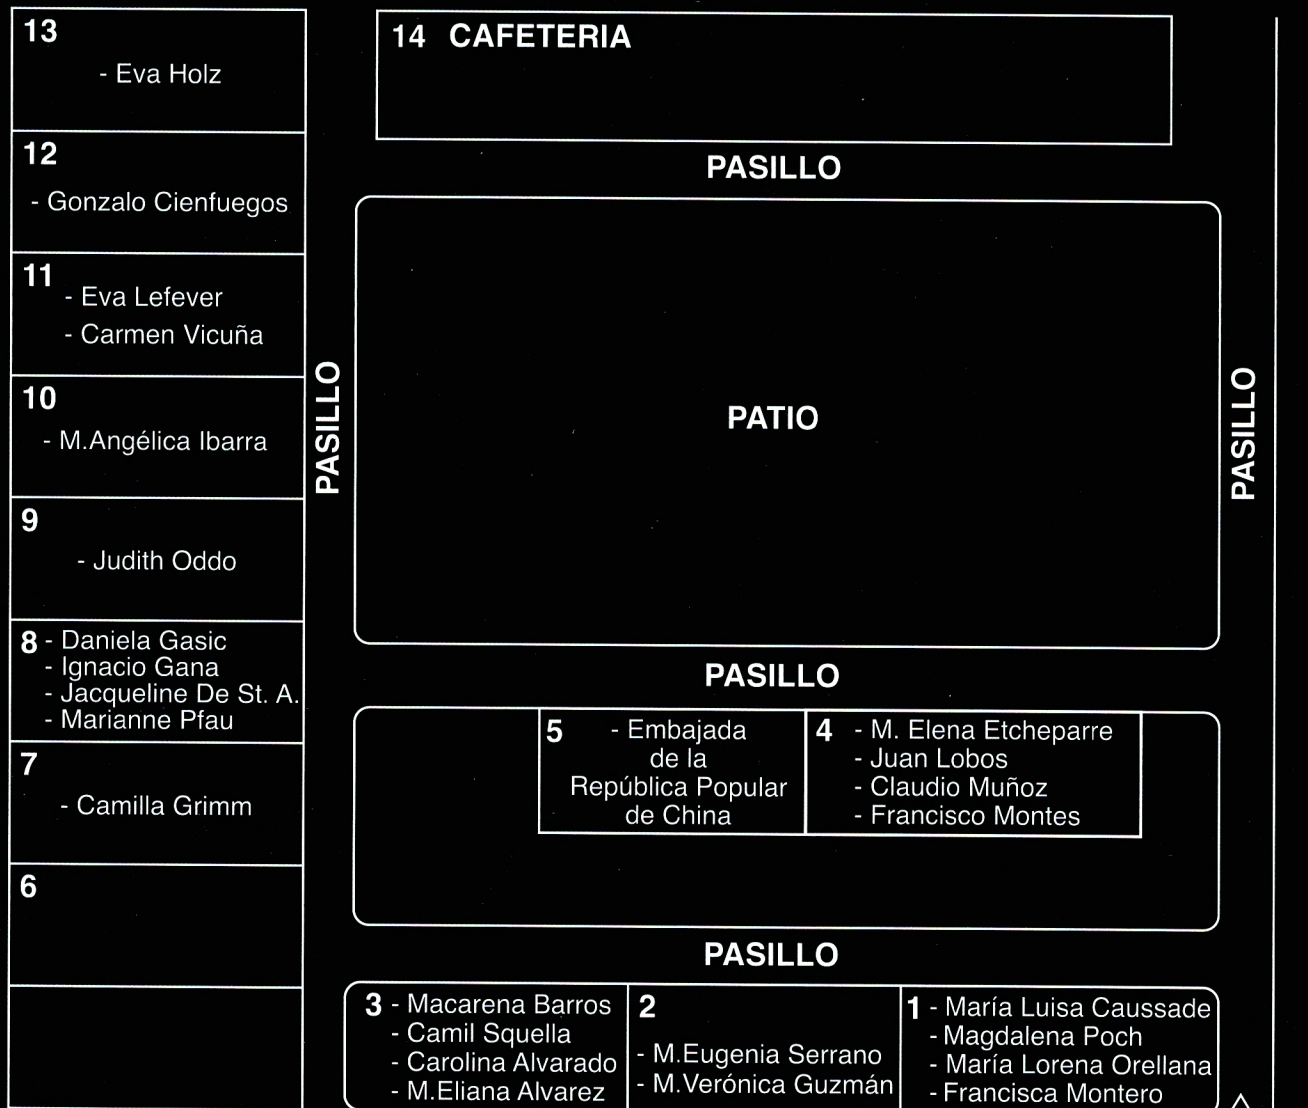 13
- Eva Holz
12
- Gonzalo Cienfuegos
11
- Eva Lefever
- Carmen Vicuña
10
- M.Angélica Ibarra
9
- Judith Oddo
8 - Daniela Gasic
- Ignacio Gana
- Jacqueline De St. A.
- Marianne Pfau
7
- Camilla Grimm
6
PASILLO
14 CAFETERIA
PASILLO
PATIO
PASILLO
PASILLO
5 - Embajada
de la
República Popular
de China
4 - M. Elena Etcheparre
- Juan Lobos
- Claudio Muñoz
- Francisco Montes
PASILLO
3 - Macarena Barros
- Camil Squella
- Carolina Alvarado
- M.Eliana Alvarez
2
- M.Eugenia Serrano
- M.Verónica Guzmán
1 - María Luisa Caussade
- Magdalena Poch
- María Lorena Orellana
- Francisca Montero